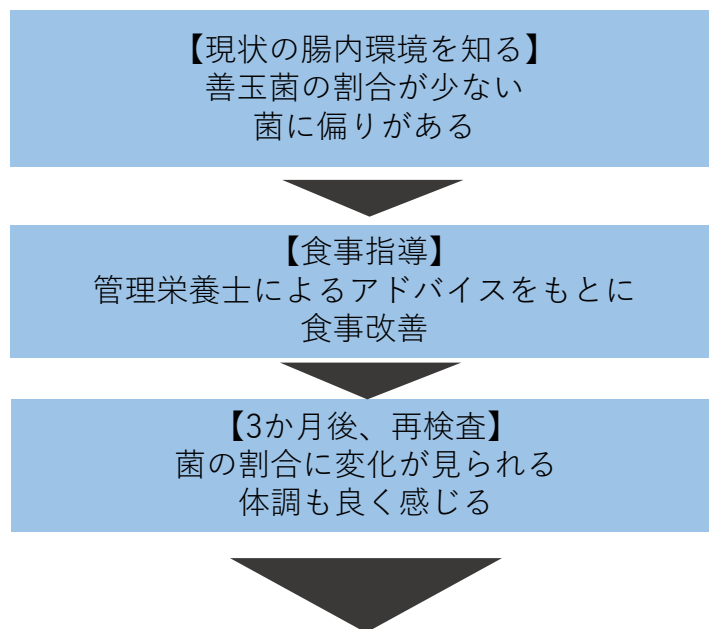 【現状の腸内環境を知る】
善玉菌の割合が少ない
菌に偏りがある
【食事指導】
管理栄養士によるアドバイスをもとに
食事改善
【3か月後、再検査】
菌の割合に変化が見られる
体調も良く感じる